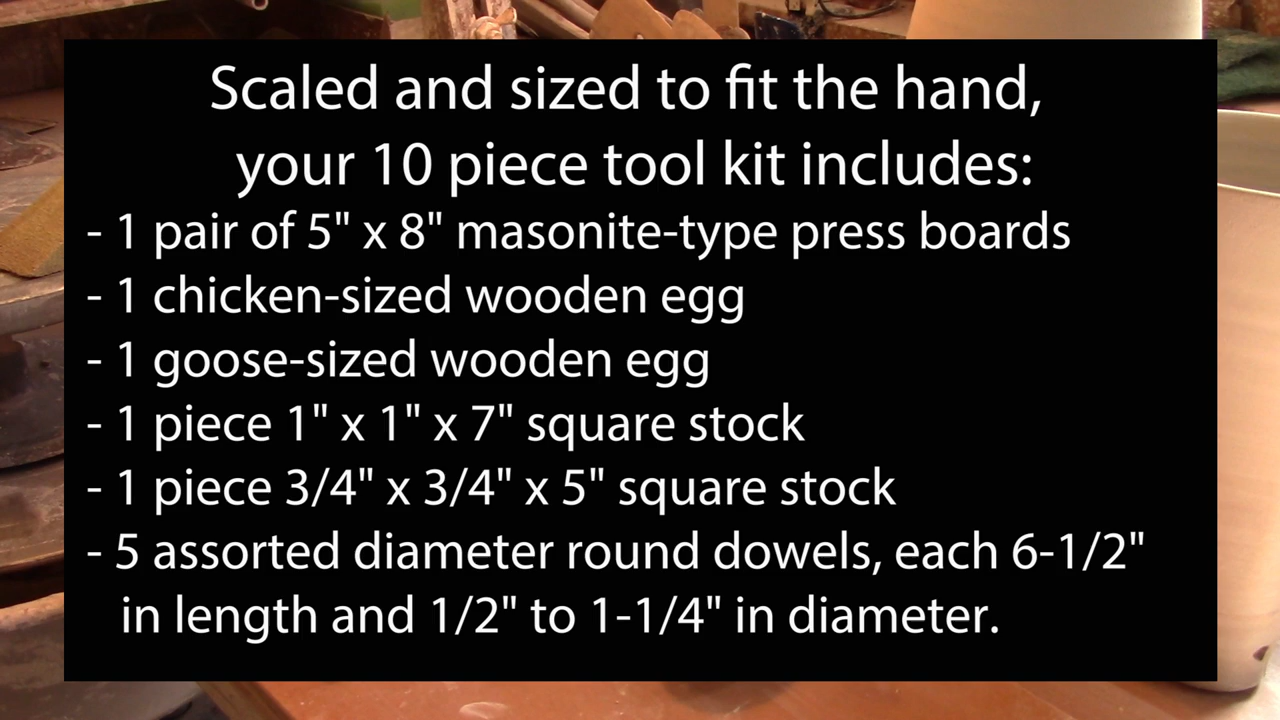 Scaled and sized to fit the hand,
your 10 piece tool kit includes:
- 1 pair of 5" x 8" masonite-type press boards
- 1 chicken-sized wooden egg
- 1 goose-sized wooden egg
- 1 piece 1" x 1" x 7" square stock
- 1 piece 3/4" x 3/4" x 5" square stock
- 5 assorted diameter round dowels, each 6-1/2"
in length and 1/2" to 1-1/4" in diameter.